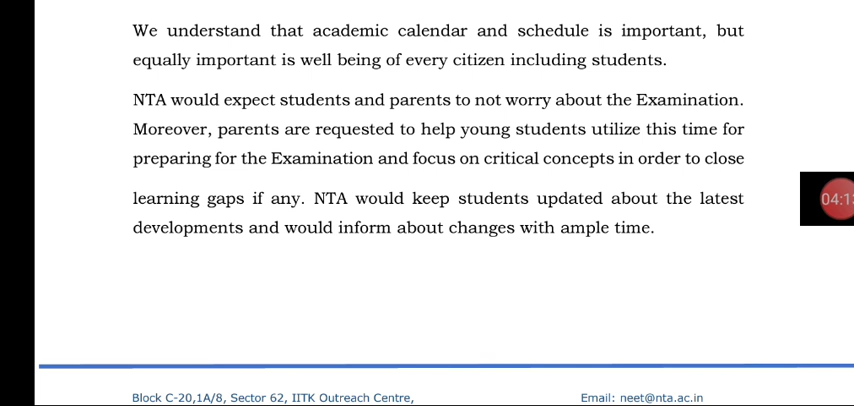 We understand that academic calendar and schedule is important, but
equally important is well being of every citizen including students.
NTA would expect students and parents to not worry about the Examination.
Moreover, parents are requested to help young students utilize this time for
preparing for the Examination and focus on critical concepts in order to close
learning gaps if any. NTA would keep students updated about the latest
developments and would inform about changes with ample time.
Block C-20,1A/8, Sector 62, IITK Outreach Centre,
Email: neet@nta.ac.in